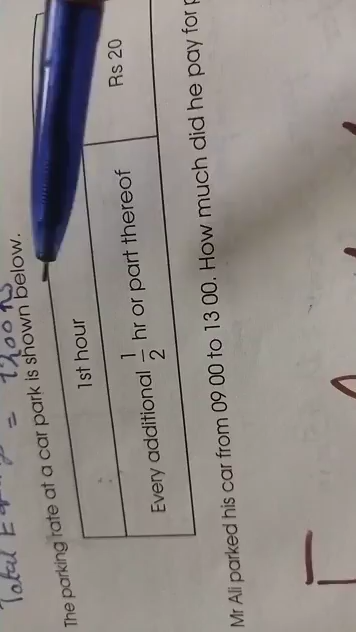 Total E = 1200
The parking rate at a car park is shown below.
1st hour
Every additional 1/2 hr or part thereof Rs 20
Mr Ali parked his car from 09 00 to 13 00. How much did he pay for